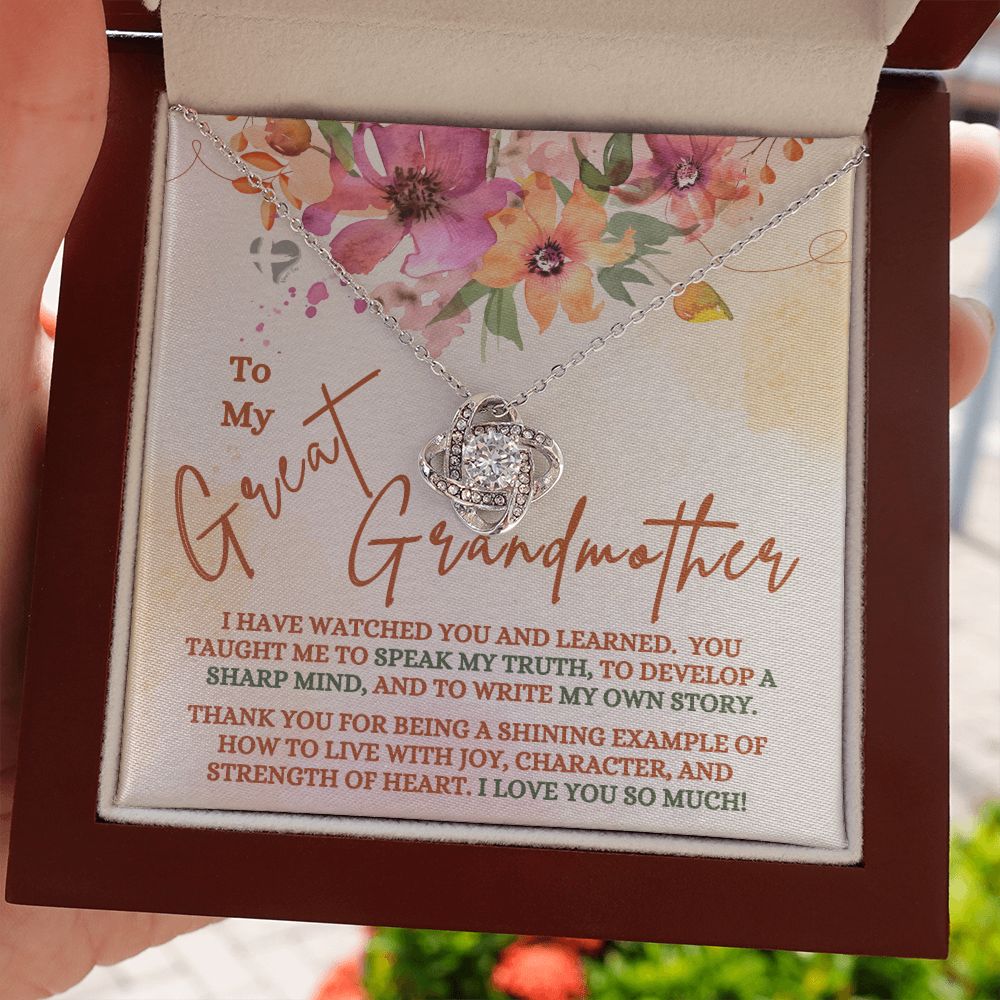 To
My
Great
Grandmother
I HAVE WATCHED YOU AND LEARNED. YOU
TAUGHT ME TO SPEAK MY TRUTH, TO DEVELOP A
SHARP MIND, AND TO WRITE MY OWN STORY.
THANK YOU FOR BEING A SHINING EXAMPLE OF
HOW TO LIVE WITH JOY, CHARACTER, AND
STRENGTH OF HEART. I LOVE YOU SO MUCH!